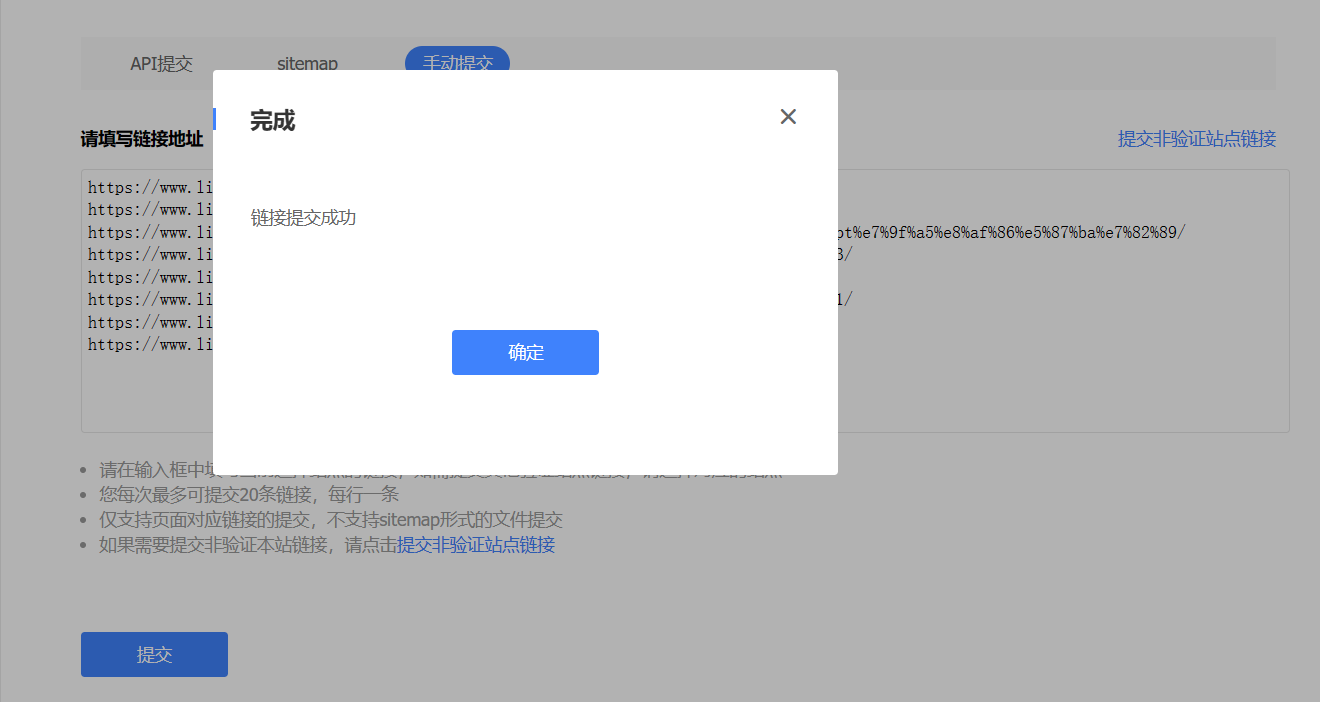 API提交
sitemap
手动提交
完成
请填写链接地址
提交非验证站点链接
https://www.li
https://www.li
https://www.li
pt%e7%9f%a5%e8%af%86%e5%87%ba%e7%82%89/
https://www.li
3/
https://www.li
https://www.li
1/
https://www.li
https://www.li
链接提交成功
确定
请在输入框中填
您每次最多可提交20条链接，每行一条
仅支持页面对应链接的提交，不支持sitemap形式的文件提交
如果需要提交非验证本站链接，请点击提交非验证站点链接
提交